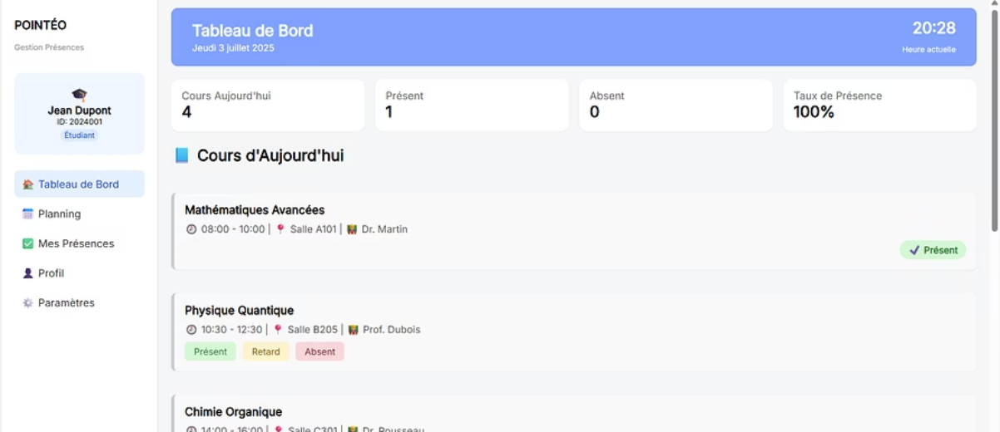 POINTÉO
Gestion Présences
Jean Dupont
ID: 2024001
Étudiant
Tableau de Bord
Planning
Mes Présences
Profil
Paramètres
Tableau de Bord
Jeudi 3 juillet 2025
20:28
Heure actuelle
Cours Aujourd'hui
4
Présent
1
Absent
0
Taux de Présence
100%
Cours d'Aujourd'hui
Mathématiques Avancées
08:00 - 10:00 | Salle A101 | Dr. Martin
Présent
Physique Quantique
10:30 - 12:30 | Salle B205 | Prof. Dubois
Présent Retard Absent
Chimie Organique
14:00 - 16:00 | Salle C301 | Dr. Rousseau